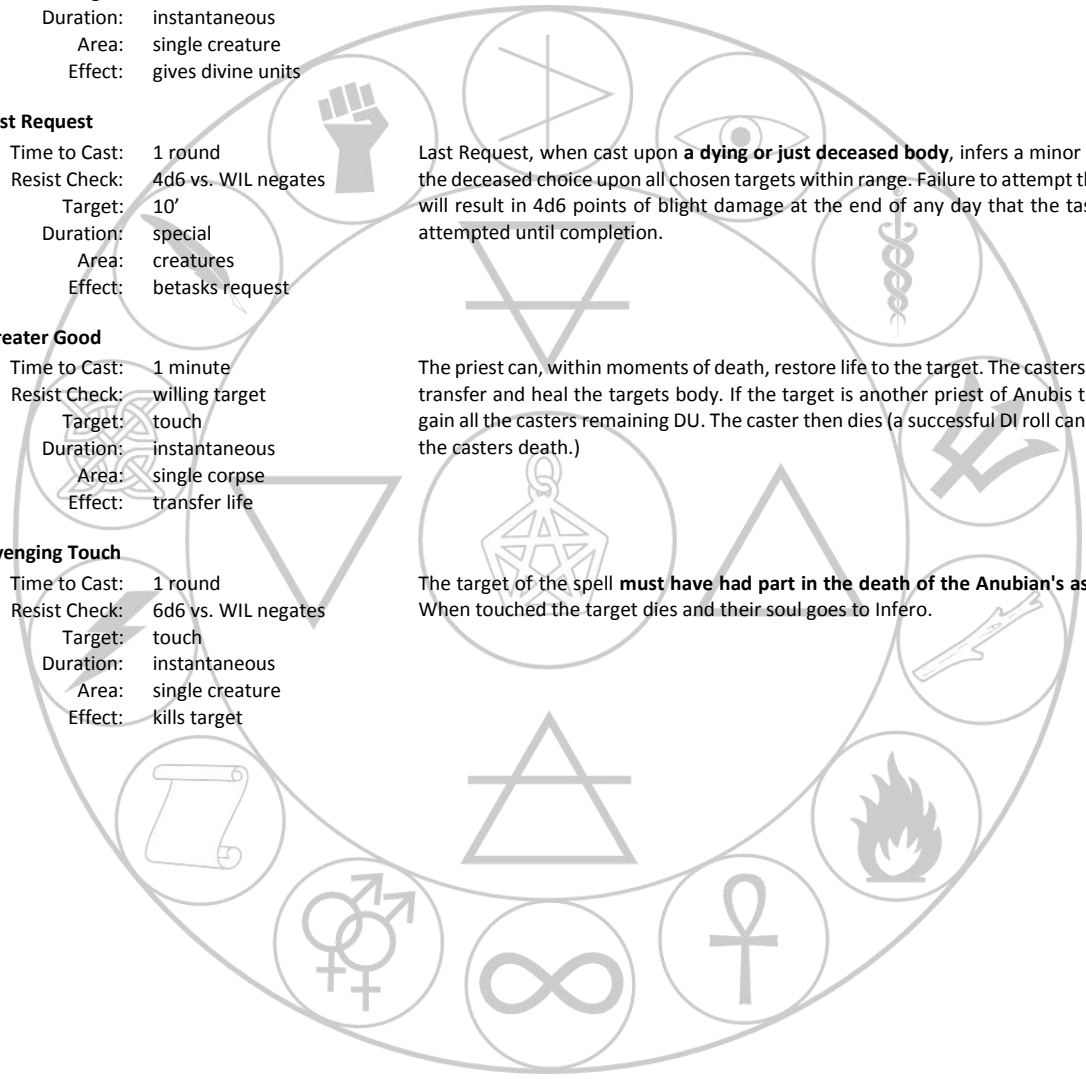 Duration: instantaneous
Area: single creature
Effect: gives divine units
st Request
Time to Cast: 1 round
Resist Check: 4d6 vs. WIL negates
Target: 10’
Duration: special
Area: creatures
Effect: betasks request
Last Request, when cast upon a dying or just deceased body, infers a minor
the deceased choice upon all chosen targets within range. Failure to attempt
will result in 4d6 points of blight damage at the end of any day that the
attempted until completion.
reater Good
Time to Cast: 1 minute
Resist Check: willing target
Target: touch
Duration: instantaneous
Area: single corpse
Effect: transfer life
The priest can, within moments of death, restore life to the target. The casters
transfer and heal the targets body. If the target is another priest of Anubis
gain all the casters remaining DU. The caster then dies (a successful DI roll can
the casters death.)
venging Touch
Time to Cast: 1 round
Resist Check: 6d6 vs. WIL negates
Target: touch
Duration: instantaneous
Area: single creature
Effect: kills target
The target of the spell must have had part in the death of the Anubian's
When touched the target dies and their soul goes to Infero.